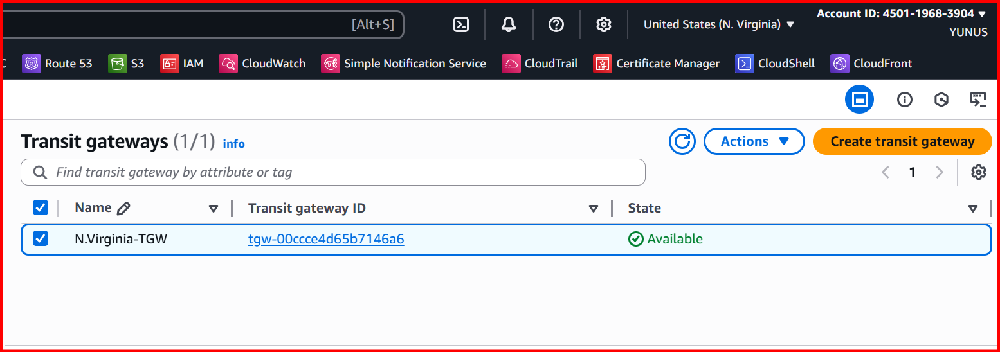 [Alt+S]
United States (N. Virginia)
Account ID: 4501-1968-3904
YUNUS
Route 53 S3 IAM CloudWatch Simple Notification Service CloudTrail Certificate Manager CloudShell CloudFront
Transit gateways (1/1) info
Actions
Create transit gateway
Find transit gateway by attribute or tag
1
Name Transit gateway ID State
N.Virginia-TGW tgw-00ccce4d65b7146a6 Available